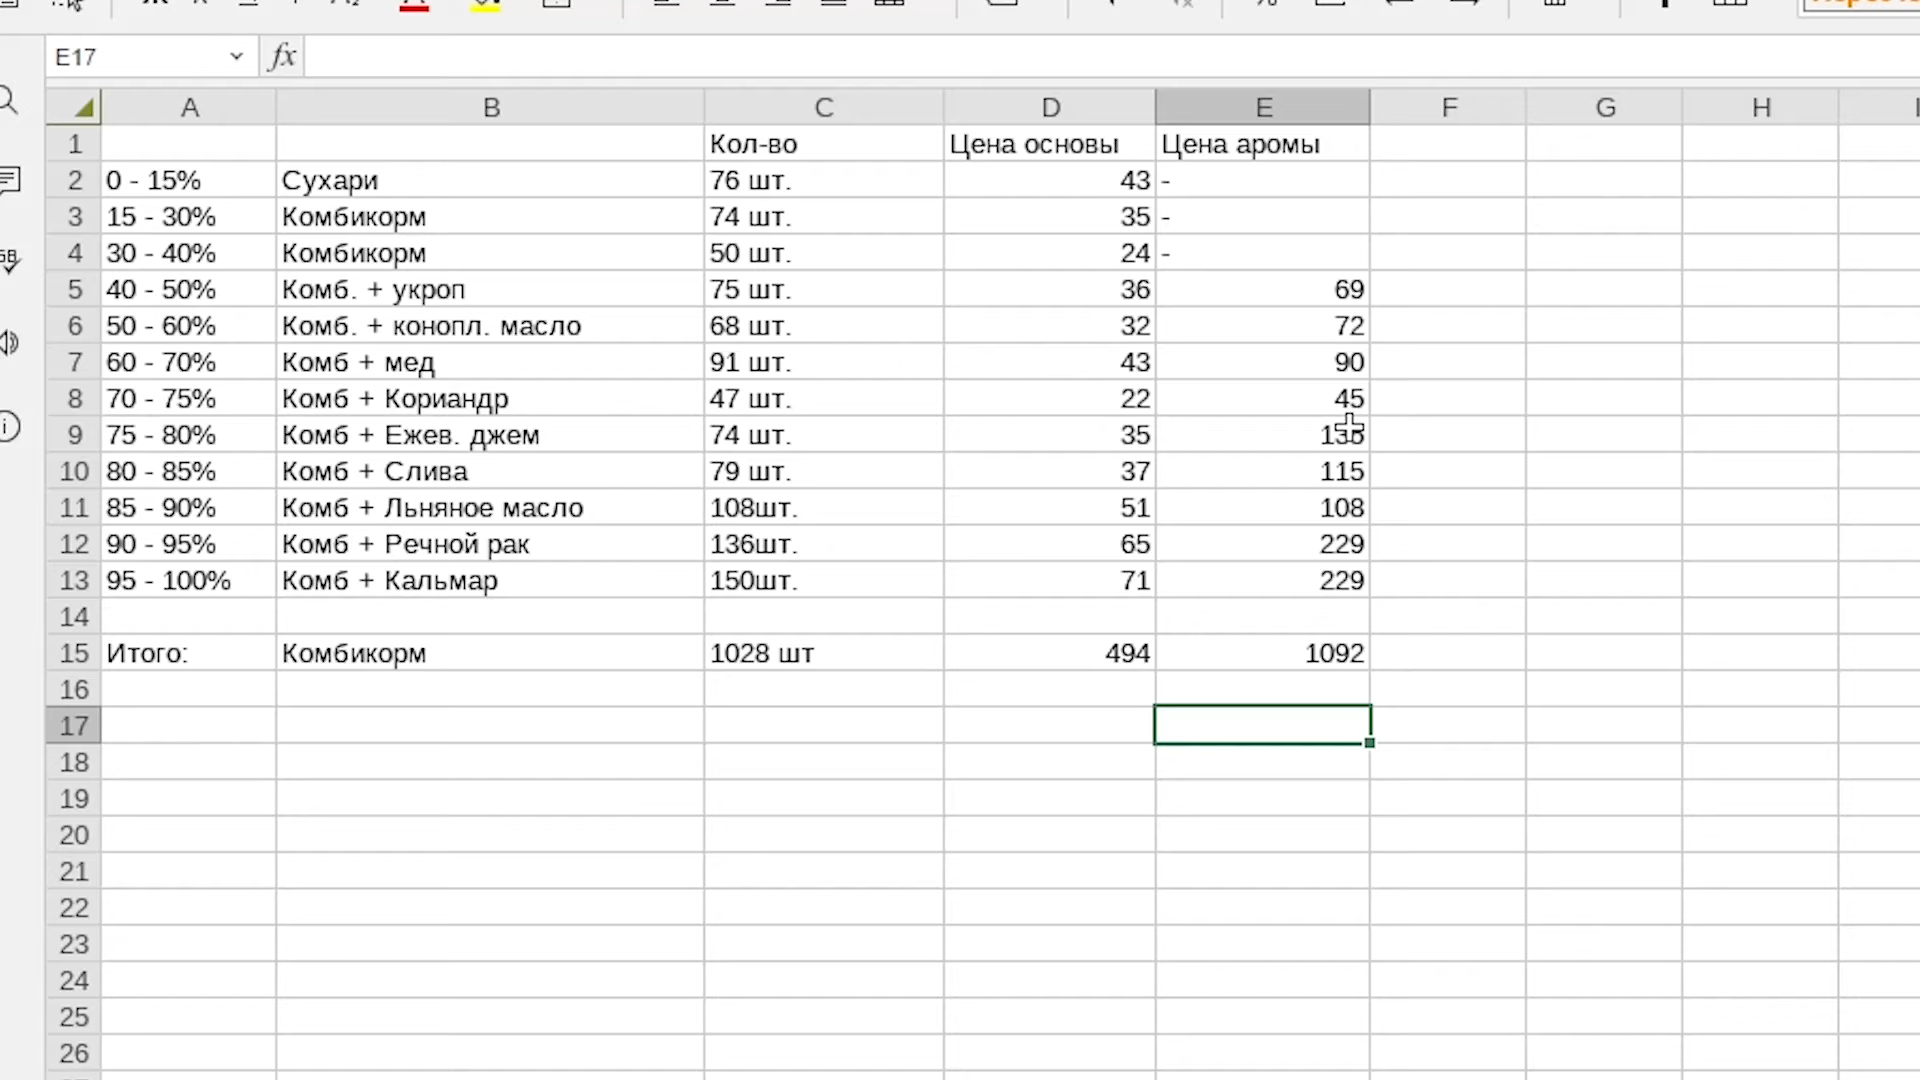 E17 fx
A B C D E F G H
1 Кол-во Цена основы Цена аромы
2 0 - 15% Сухари 76 шт. 43 -
3 15 - 30% Комбикорм 74 шт. 35 -
4 30 - 40% Комбикорм 50 шт. 24 -
5 40 - 50% Комб. + укроп 75 шт. 36 69
6 50 - 60% Комб. + конопл. масло 68 шт. 32 72
7 60 - 70% Комб + мед 91 шт. 43 90
8 70 - 75% Комб + Кориандр 47 шт. 22 45
9 75 - 80% Комб + Ежев. джем 74 шт. 35
10 80 - 85% Комб + Слива 79 шт. 37 115
11 85 - 90% Комб + Льняное масло 108шт. 51 108
12 90 - 95% Комб + Речной рак 136шт. 65 229
13 95 - 100% Комб + Кальмар 150шт. 71 229
14
15 Итого: Комбикорм 1028 шт 494 1092
16
17
18
19
20
21
22
23
24
25
26